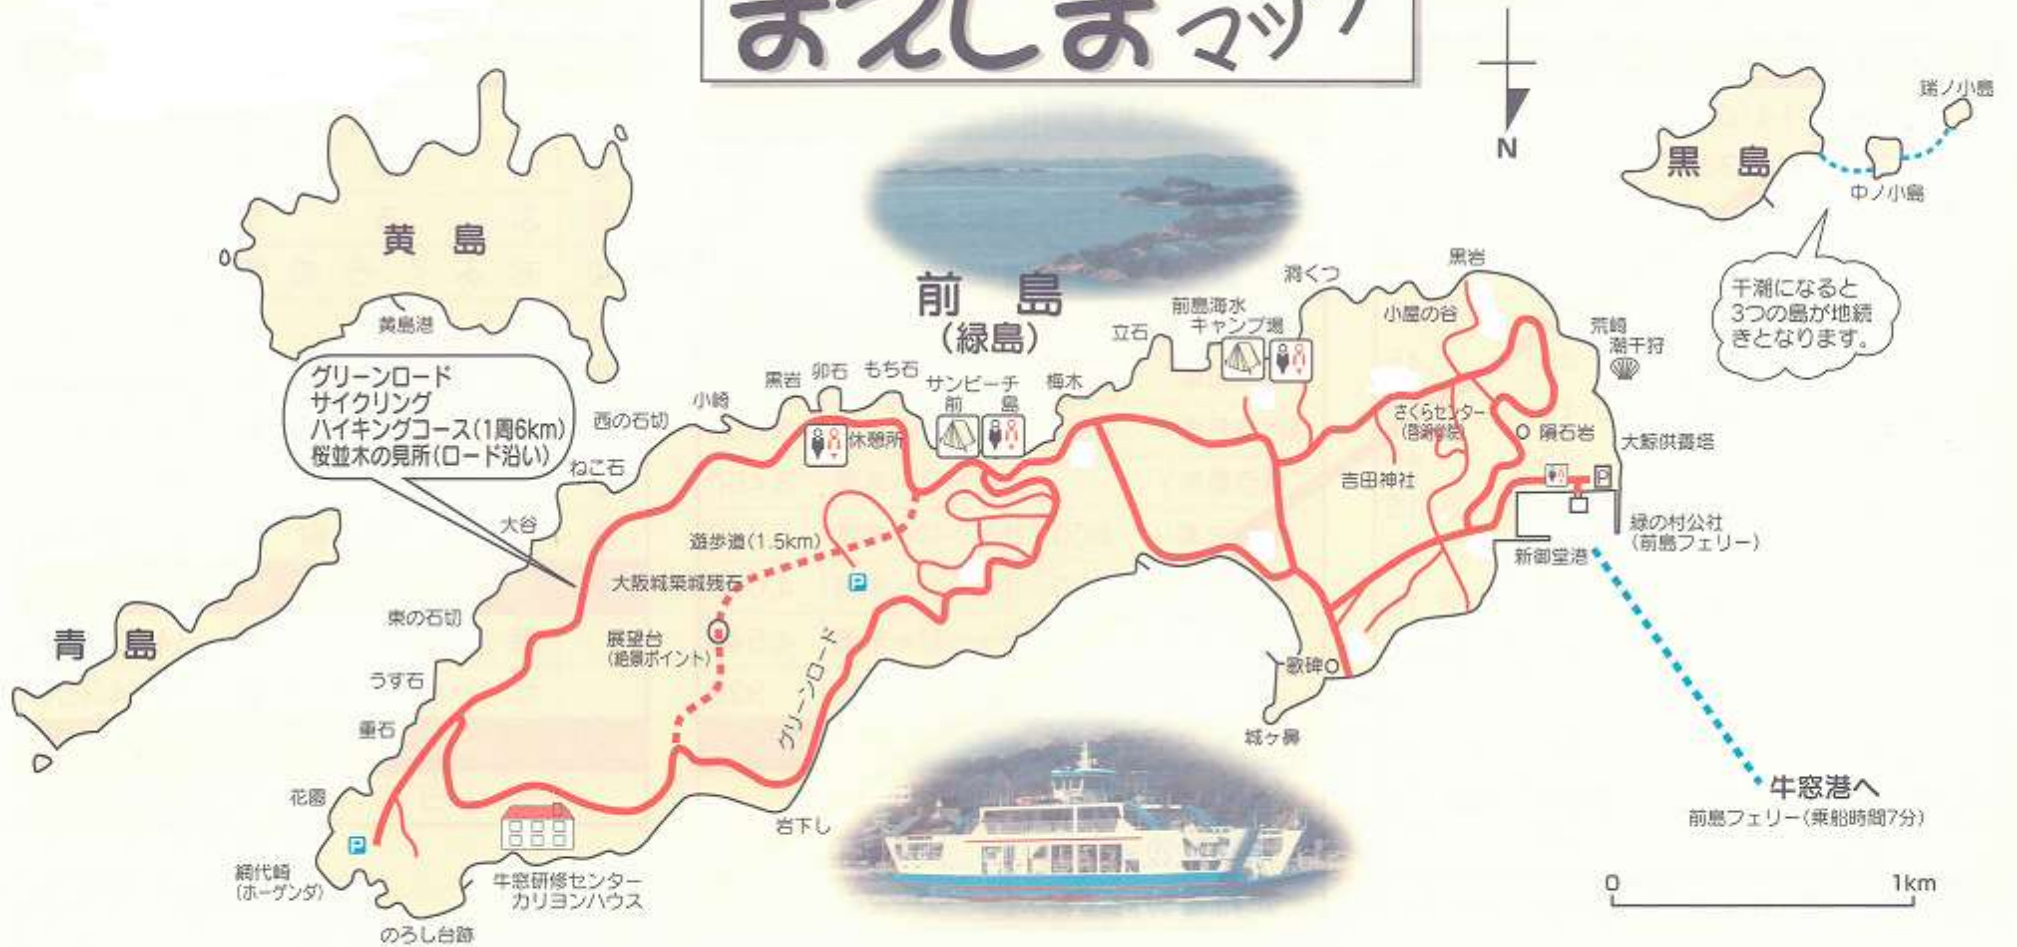 まえしまマップ
N
黒島
端ノ小島
中ノ小島
干潮になると
3つの島が地続
きとなります。
黄島
黄島港
前島
(緑島)
グリーンロード
サイクリング
ハイキングコース(1周6km)
桜並木の見所(ロード沿い)
青島
洞くつ
黒岩
小屋の谷
前島海水
キャンプ場
立石
荒崎
潮干狩
梅木
サンビーチ
前島
もち石
卯石
黒岩
小崎
西の石切
ねこ石
大谷
休憩所
さくらセンター
隕石岩
大鯨供養塔
吉田神社
P
緑の村公社
(前島フェリー)
新御堂港
遊歩道(1.5km)
大阪城築城残石
P
東の石切
展望台
(絶景ポイント)
グリーンロード
うす石
重石
歌碑
城ヶ鼻
花園
P
岩下し
網代崎
(ホーゲンダ)
牛窓研修センター
カリヨンハウス
のろし台跡
牛窓港へ
前島フェリー(乗船時間7分)
0 1km